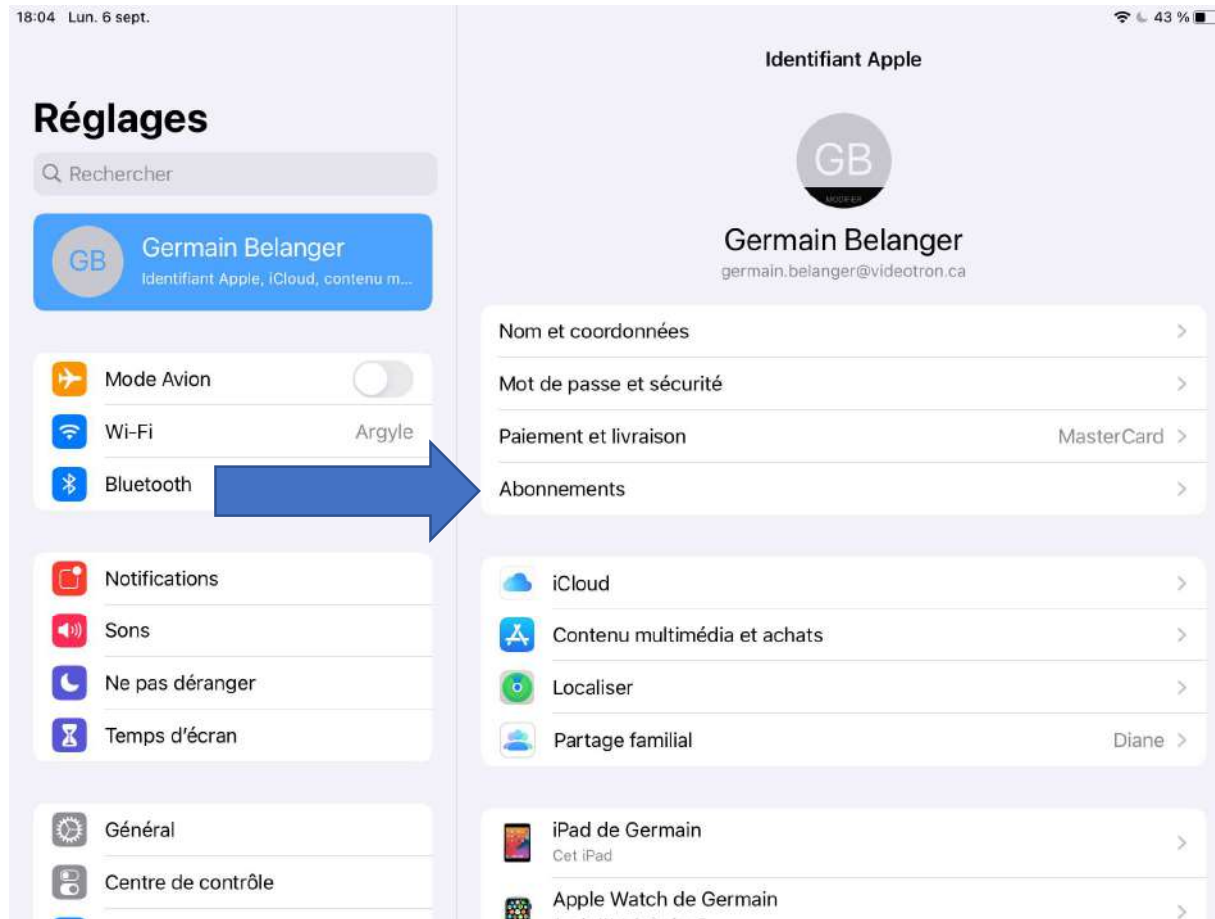 18:04 Lun. 6 sept.
43 %
Réglages
Rechercher
GB
Germain Belanger
Identifiant Apple, iCloud, contenu m...
Mode Avion
Wi-Fi Argyle
Bluetooth
Notifications
Sons
Ne pas déranger
Temps d'écran
Général
Centre de contrôle
Identifiant Apple
GB
MODIFIER
Germain Belanger
germain.belanger@videotron.ca
Nom et coordonnées
Mot de passe et sécurité
Paiement et livraison MasterCard
Abonnements
iCloud
Contenu multimédia et achats
Localiser
Partage familial Diane
iPad de Germain
Cet iPad
Apple Watch de Germain